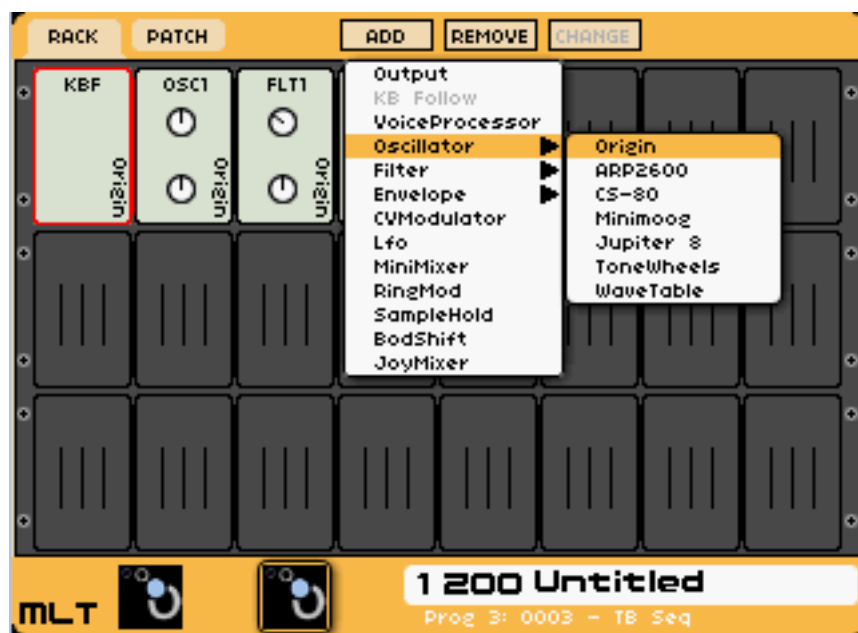 RACK PATCH ADD REMOVE CHANGE
KBF OSC1 FLT1
Origin Origin Origin
Output
KB Follow
VoiceProcessor
Oscillator
Filter
Envelope
CVModulator
Lfo
MiniMixer
RingMod
SampleHold
BodShift
JoyMixer
Origin
ARP2600
CS-80
Minimoog
Jupiter 8
ToneWheels
WaveTable
MLT
1 200 Untitled
Prog 3: 0003 - TB Seq